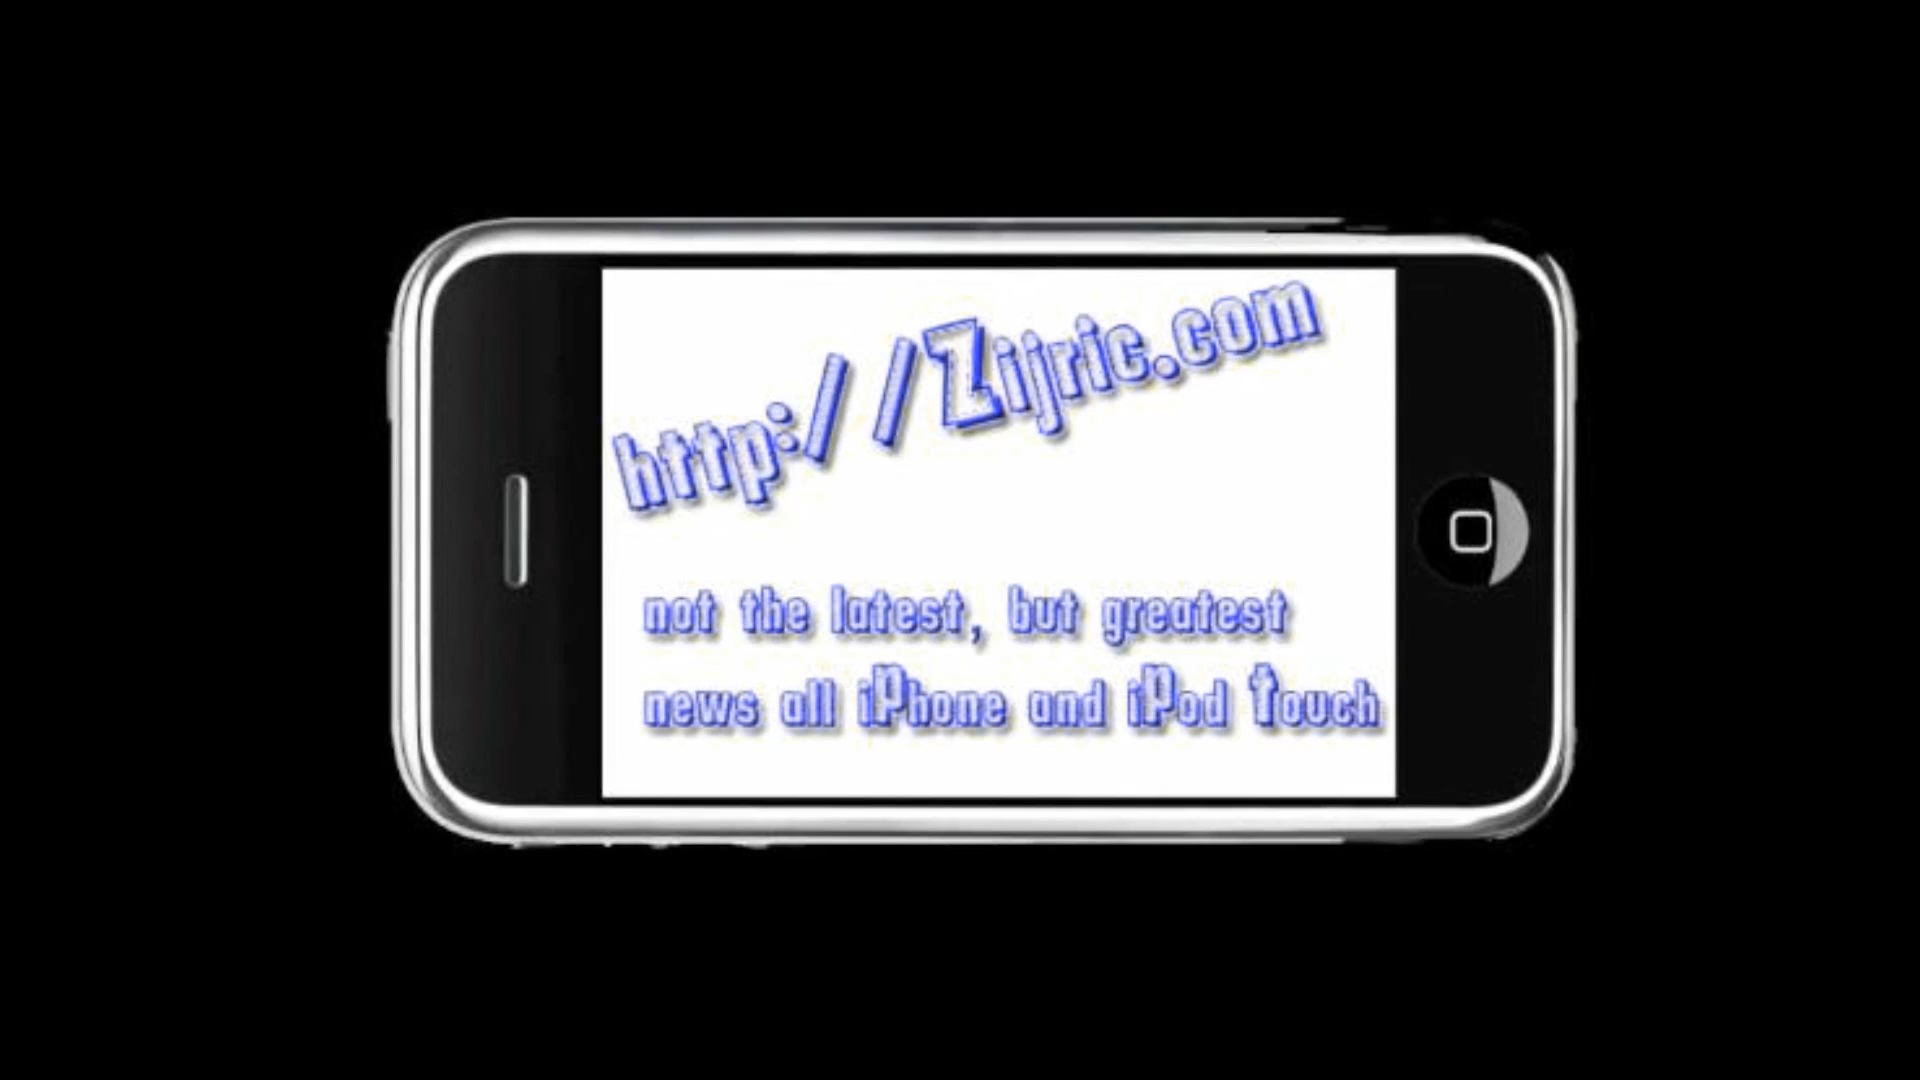 http://Zijric.com
not the latest, but greatest
news all iPhone and iPod Touch